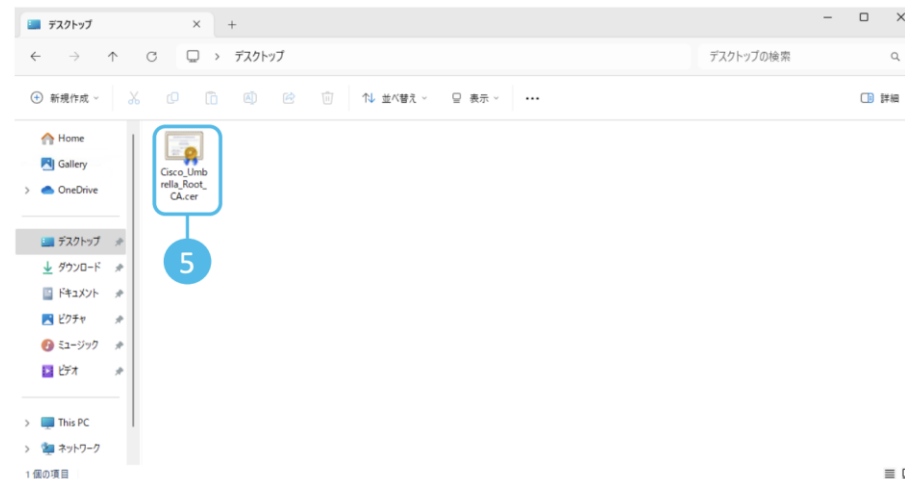 デスクトップ
デスクトップ
デスクトップの検索
新規作成
並べ替え
表示
詳細
Home
Gallery
OneDrive
デスクトップ
ダウンロード
ドキュメント
ピクチャ
ミュージック
ビデオ
This PC
ネットワーク
Cisco_Umb
rella_Root_
CA.cer
5
1 個の項目